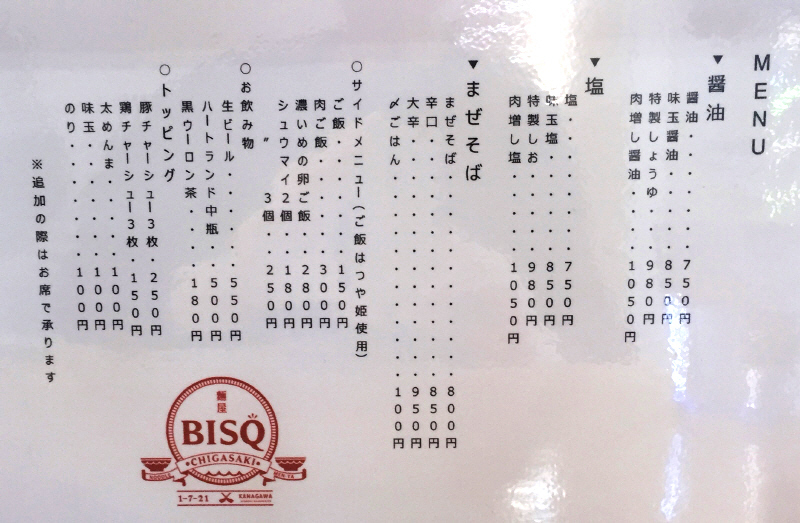 MENU
▼醤油
醤油・・・・・・・・750円
味玉醤油・・・・・・850円
特製しょうゆ・・・・980円
肉増し醤油・・・・・1050円
▼塩
塩・・・・・・・・・750円
味玉塩・・・・・・・850円
特製しお・・・・・・980円
肉増し塩・・・・・・1050円
▼まぜそば
まぜそば・・・・・・・・・・・800円
辛口・・・・・・・・・・・・・850円
大辛・・・・・・・・・・・・・950円
〆ごはん・・・・・・・・・・・100円
○サイドメニュー(ご飯はつや姫使用)
ご飯・・・・・・・150円
肉ご飯・・・・・・300円
濃いめの卵ご飯・・280円
シュウマイ2個・・180円
〃 3個・・250円
○お飲み物
生ビール・・・・・・550円
ハートランド中瓶・・500円
黒ウーロン茶・・・・180円
○トッピング
豚チャーシュー3枚・250円
鶏チャーシュー3枚・150円
太めんま・・・・・・100円
味玉・・・・・・・・100円
のり・・・・・・・・100円
※追加の際はお席で承ります
麺屋
BISQ
・CHIGASAKI・
NOODLE
MEN-YA
1-7-21
KANAGAWA